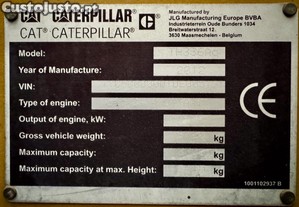 CustoJusto.pt
CAT CATERPILLAR
CAT® CATERPILLAR®
Manufactured by
JLG Manufacturing Europe BVBA
Industrieterrein Oude Bunders 1034
Breitwaterstraat 12.
3630 Maasmechelen - Belgium
Model:
Year of Manufacture:
VIN:
Type of engine:
Output of engine, kW:
Gross vehicle weight: kg
Maximum capacity: kg
Maximum capacity at max. Height: kg
CE
1001102937 B